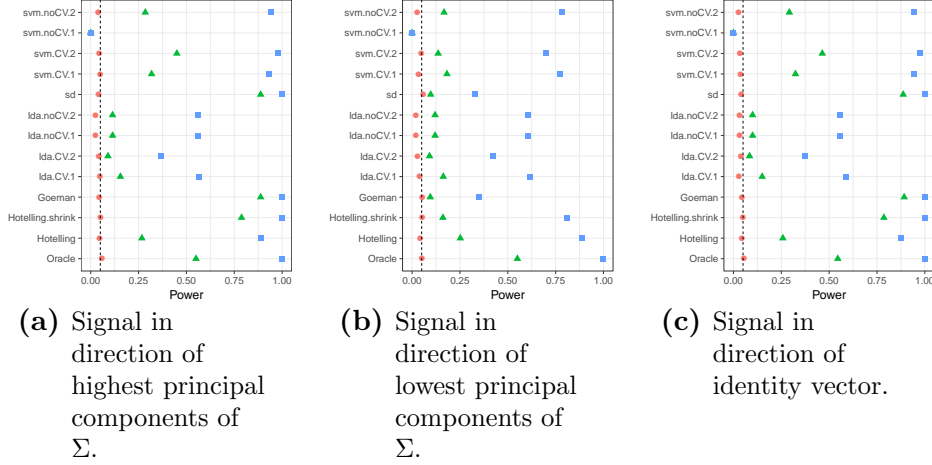 svm.noCV.2
svm.noCV.1
svm.CV.2
svm.CV.1
sd
lda.noCV.2
lda.noCV.1
lda.CV.2
lda.CV.1
Goeman
Hotelling.shrink
Hotelling
Oracle
0.00 0.25 0.50 0.75 1.00
Power
(a) Signal in
direction of
highest principal
components of
Σ.
svm.noCV.2
svm.noCV.1
svm.CV.2
svm.CV.1
sd
lda.noCV.2
lda.noCV.1
lda.CV.2
lda.CV.1
Goeman
Hotelling.shrink
Hotelling
Oracle
0.00 0.25 0.50 0.75 1.00
Power
(b) Signal in
direction of
lowest principal
components of
Σ.
svm.noCV.2
svm.noCV.1
svm.CV.2
svm.CV.1
sd
lda.noCV.2
lda.noCV.1
lda.CV.2
lda.CV.1
Goeman
Hotelling.shrink
Hotelling
Oracle
0.00 0.25 0.50 0.75 1.00
Power
(c) Signal in
direction of
identity vector.